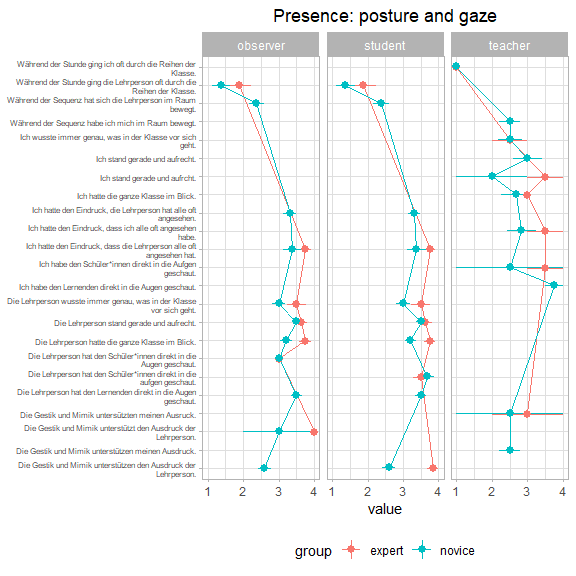 Presence: posture and gaze
observer
student
teacher
Während der Stunde ging ich oft durch die Reihen der
Klasse.
Während der Stunde ging die Lehrperson oft durch die
Reihen der Klasse.
Während der Sequenz hat sich die Lehrperson im Raum
bewegt.
Während der Sequenz habe ich mich im Raum bewegt.
Ich wusste immer genau, was in der Klasse vor sich
geht.
Ich stand gerade und aufrecht.
Ich stand gerade und aufrcht.
Ich hatte die ganze Klasse im Blick.
Ich hatte den Eindruck, die Lehrperson hat alle oft
angesehen.
Ich hatte den Eindruck, dass ich alle oft angesehen
habe.
Ich hatte den Eindruck, dass die Lehrperson alle oft
angesehen hat.
Ich habe den Schüler*innen direkt in die Aufgen
geschaut.
Ich habe den Lernenden direkt in die Augen geschaut.
Die Lehrperson wusste immer genau, was in der Klasse
vor sich geht.
Die Lehrperson stand gerade und aufrecht.
Die Lehrperson hatte die ganze Klasse im Blick.
Die Lehrperson hat den Schüler*innen direkt in die
Augen geschaut.
Die Lehrperson hat den Schüler*innen direkt in die
aufgen geschaut.
Die Lehrperson hat den Lernenden direkt in die Augen
geschaut.
Die Gestik und Mimik untersützten meinen Ausruck.
Die Gestik und Mimik unterstützt den Ausdruck der
Lehrperson.
Die Gestik und Mimik unterstützen meinen Ausdruck.
Die Gestik und Mimik unterstützen den Ausdruck der
Lehrperson.
1 2 3 4 1 2 3 4 1 2 3 4
value
group expert novice